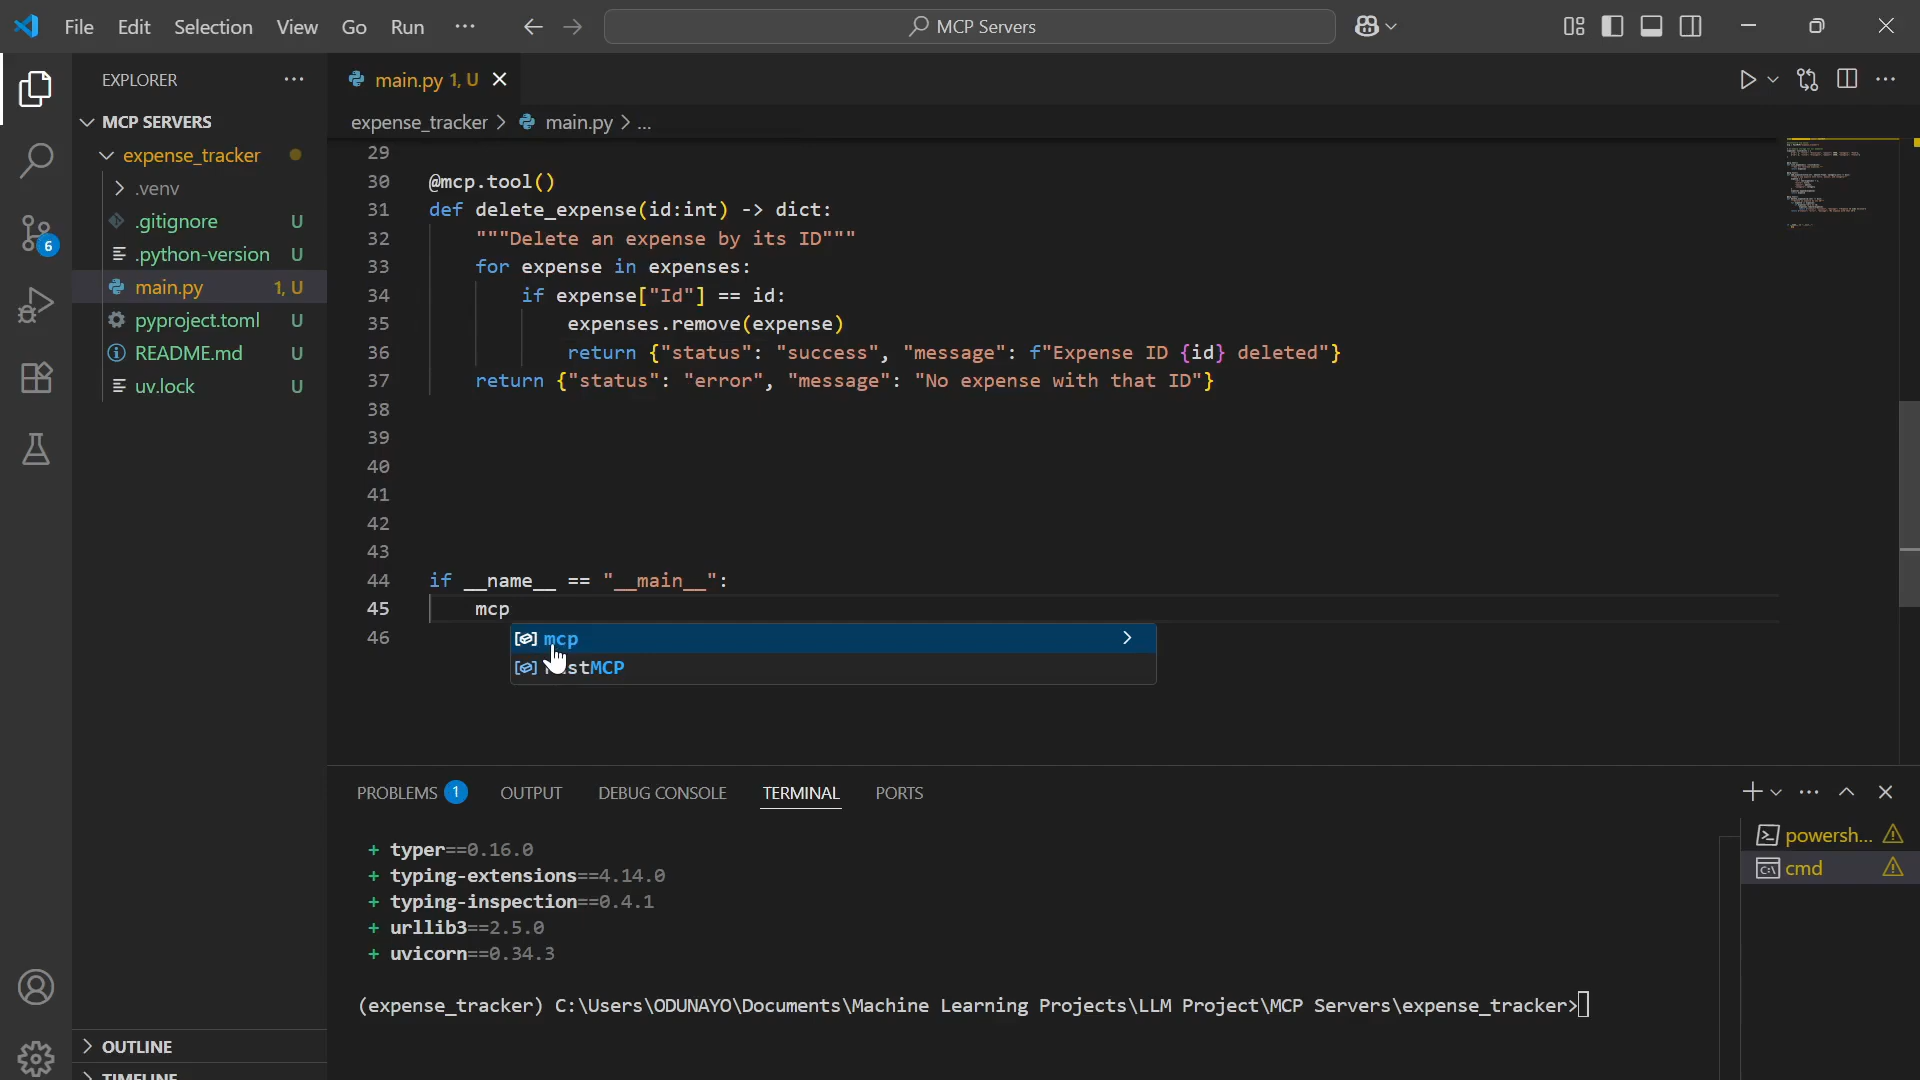 File Edit Selection View Go Run ··· MCP Servers
EXPLORER ···
main.py 1, U
MCP SERVERS
expense_tracker > main.py > ...
expense_tracker
.venv
.gitignore U
.python-version U
main.py 1, U
pyproject.toml U
README.md U
uv.lock U
6
29
30 @mcp.tool()
31 def delete_expense(id:int) -> dict:
32 """Delete an expense by its ID"""
33 for expense in expenses:
34 if expense["Id"] == id:
35 expenses.remove(expense)
36 return {"status": "success", "message": f"Expense ID {id} deleted"}
37 return {"status": "error", "message": "No expense with that ID"}
38
39
40
41
42
43
44 if __name__ == "__main__":
45 mcp
46
mcp
PROBLEMS 1 OUTPUT DEBUG CONSOLE TERMINAL PORTS
+ typer==0.16.0
+ typing-extensions==4.14.0
+ typing-inspection==0.4.1
+ urllib3==2.5.0
+ uvicorn==0.34.3
(expense_tracker) C:\Users\ODUNAYO\Documents\Machine Learning Projects\LLM Project\MCP Servers\expense_tracker>
powersh...
cmd
OUTLINE
TIMELINE